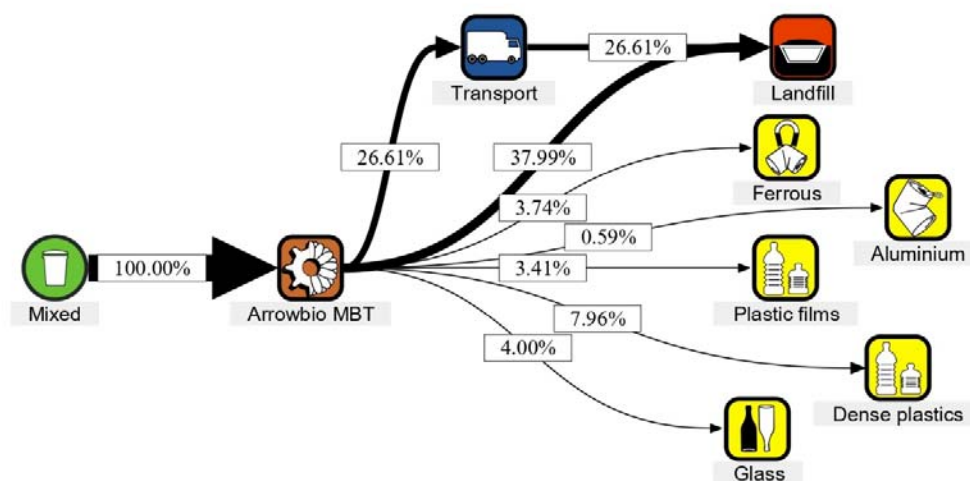 26.61%
Transport
Landfill
26.61%
37.99%
Ferrous
3.74%
Aluminium
0.59%
100.00%
3.41%
Mixed
Arrowbio MBT
Plastic films
7.96%
4.00%
Dense plastics
Glass